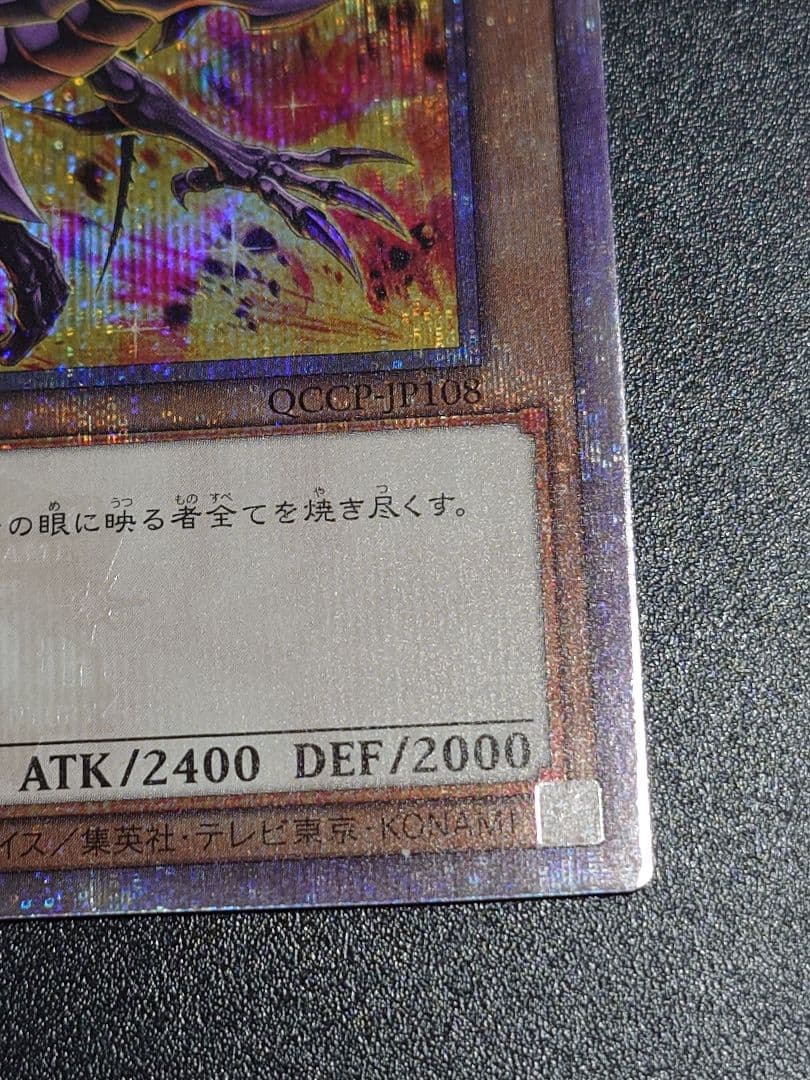 QCCP-JP108
の眼に映る者全てを焼き尽くす。
ATK/2400 DEF/2000
イス/集英社・テレビ東京・KONAMI